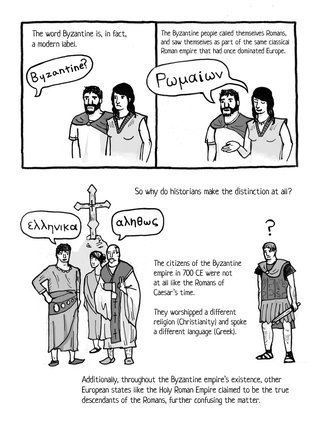 The word Byzantine is, in fact,
a modern label.
Byzantine?
The Byzantine people called themselves Romans,
and saw themselves as part of the same classical
Roman empire that had once dominated Europe.
Ρωμαίων
So why do historians make the distinction at all?
ελληνικα
αληθως
?
The citizens of the Byzantine
empire in 700 CE were not
at all like the Romans of
Caesar's time.
They worshipped a different
religion (Christianity) and spoke
a different language (Greek).
Additionally, throughout the Byzantine empire's existence, other
European states like the Holy Roman Empire claimed to be the true
descendants of the Romans, further confusing the matter.